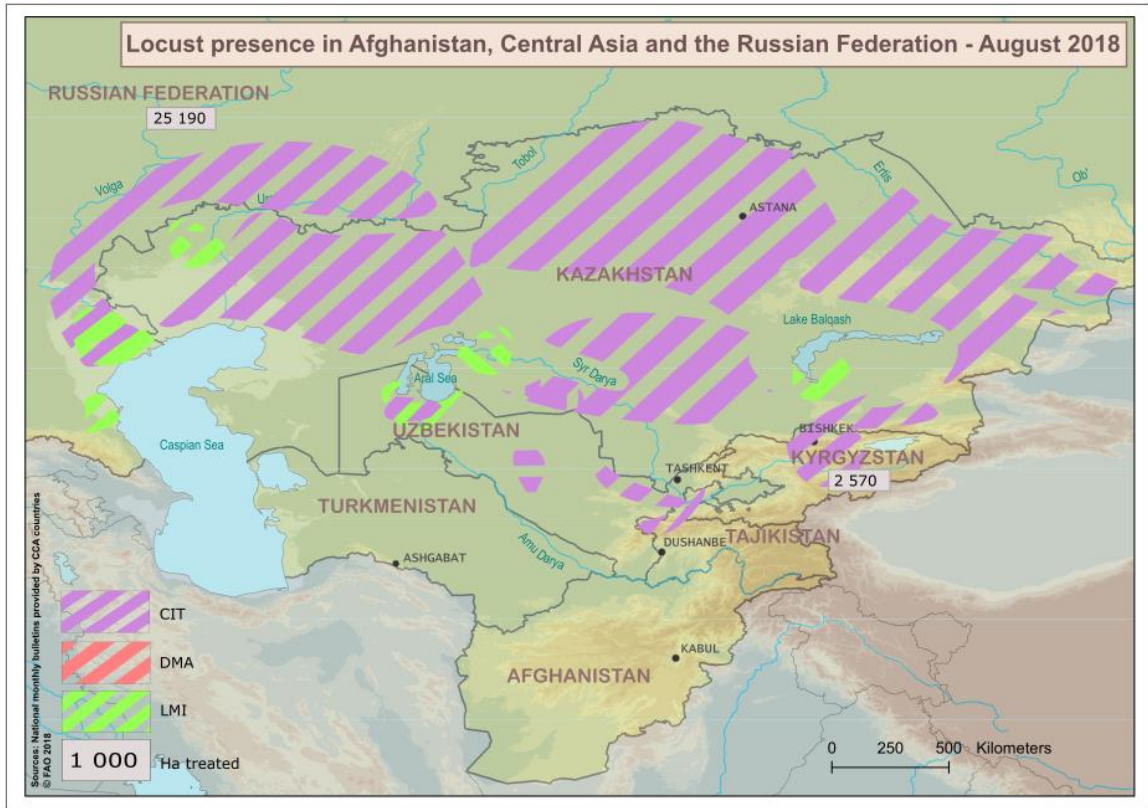 Locust presence in Afghanistan, Central Asia and the Russian Federation - August 2018
RUSSIAN FEDERATION
25 190
Volga
Tobol
Ertis
Ob'
ASTANA
KAZAKHSTAN
Lake Balqash
Syr Darya
Aral Sea
Caspian Sea
UZBEKISTAN
BISHKEK
KYRGYZSTAN
2 570
TASHKENT
TURKMENISTAN
Amu Darya
DUSHANBE
TAJIKISTAN
ASHGABAT
KABUL
AFGHANISTAN
CIT
DMA
LMI
1 000 Ha treated
0 250 500 Kilometers
Sources: National monthly bulletins provided by CCA countries
© FAO 2018